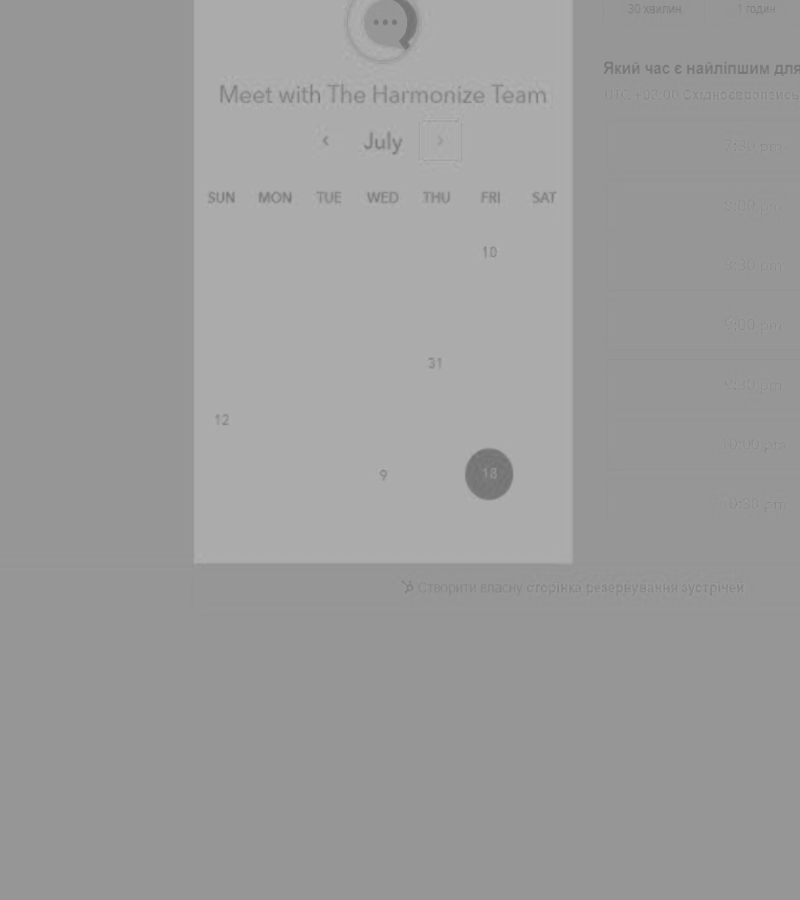 30 хвилин
1 годин
Meet with The Harmonize Team
July
SUN MON TUE WED THU FRI SAT
10
31
12
9
18
Який час є найліпшим для
UTC +03:00 Східноєвропейсь
7:30 pm
8:00 pm
8:30 pm
9:00 pm
9:30 pm
10:00 pm
10:30 pm
Створити власну сторінка резервування зустрічей